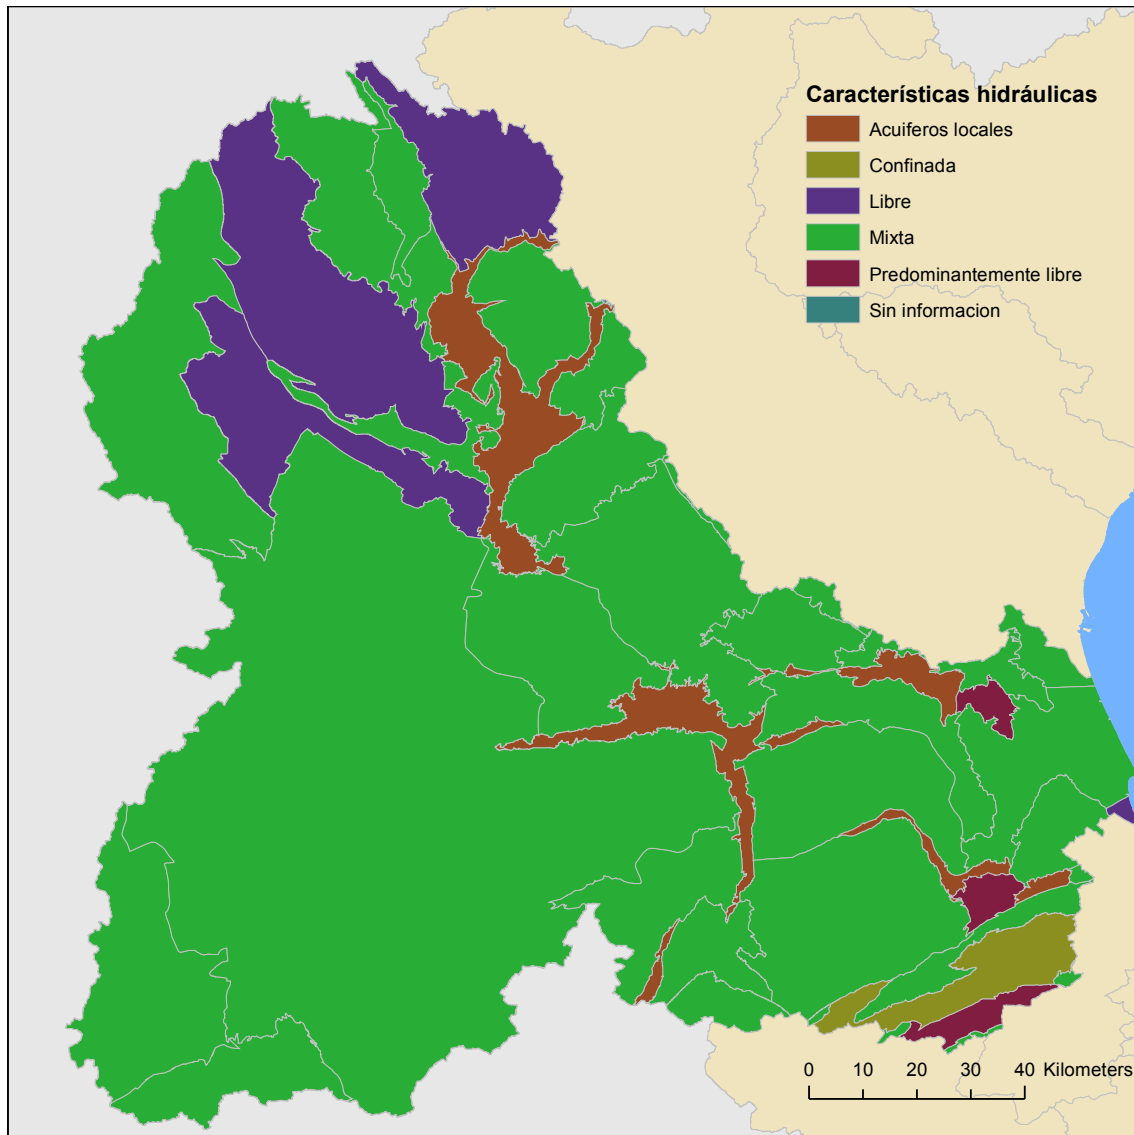 Características hidráulicas
Acuiferos locales
Confinada
Libre
Mixta
Predominantemente libre
Sin informacion
0 10 20 30 40 Kilometers